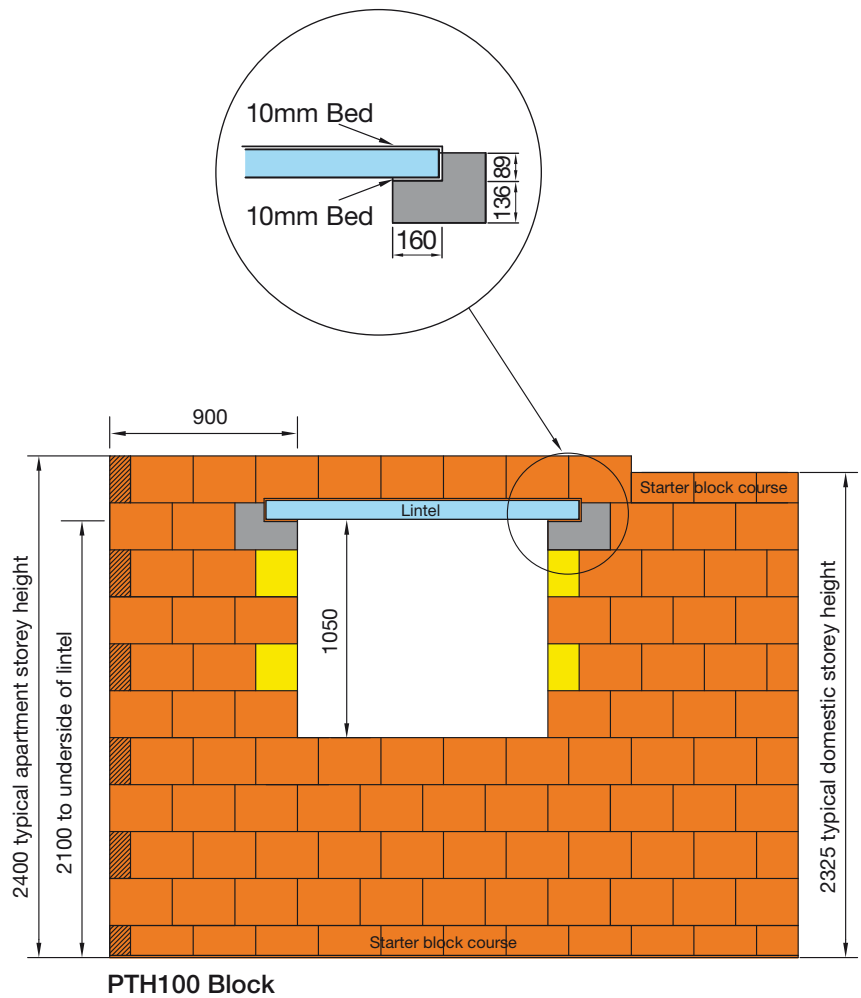 10mm Bed
10mm Bed
89
136
160
900
Starter block course
Lintel
2400 typical apartment storey height
2100 to underside of lintel
1050
2325 typical domestic storey height
Starter block course
PTH100 Block